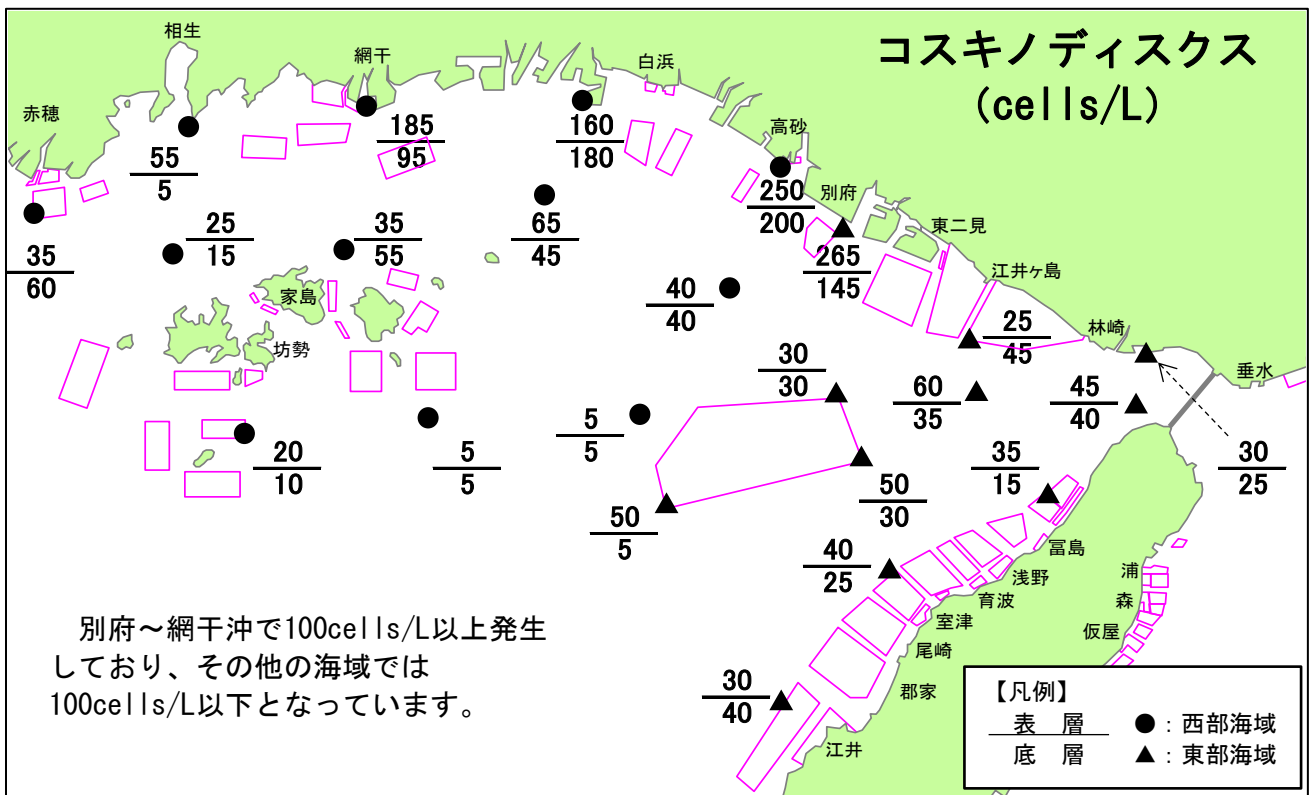 コスキノディスクス
(cells/L)
相生
網干
白浜
赤穂
高砂
185
95
160
180
55
5
250
200
別府
東二見
25
15
35
55
65
45
35
60
265
145
江井ヶ島
家島
40
40
25
45
林崎
坊勢
垂水
30
30
60
35
45
40
5
5
20
10
5
5
35
15
30
25
50
30
50
5
富島
40
25
浅野
浦
育波
森
室津
仮屋
尾崎
郡家
30
40
江井
別府～網干沖で100cells/L以上発生
しており、その他の海域では
100cells/L以下となっています。
【凡例】
表 層 ●：西部海域
底 層 ▲：東部海域